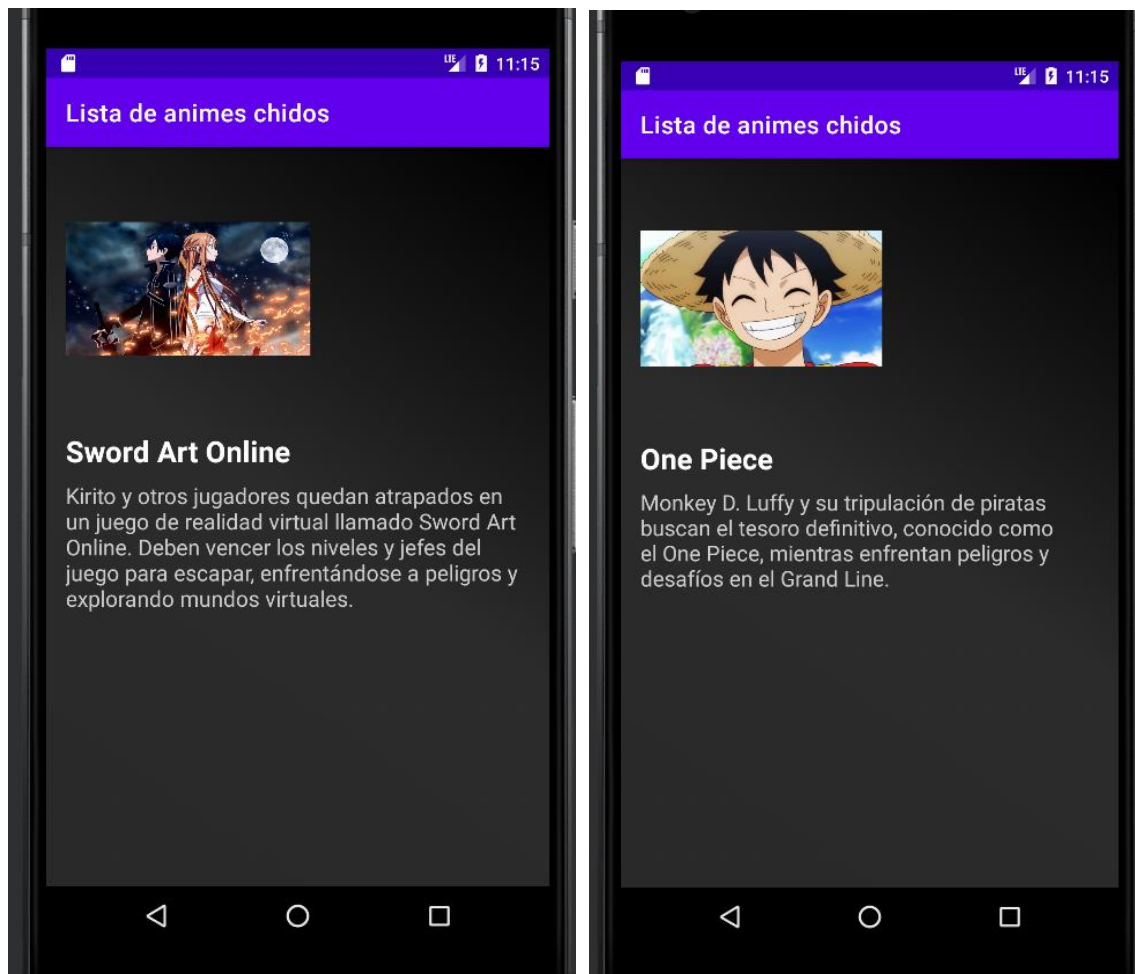 LTE 11:15
Lista de animes chidos
Sword Art Online
Kirito y otros jugadores quedan atrapados en
un juego de realidad virtual llamado Sword Art
Online. Deben vencer los niveles y jefes del
juego para escapar, enfrentándose a peligros y
explorando mundos virtuales.
LTE 11:15
Lista de animes chidos
One Piece
Monkey D. Luffy y su tripulación de piratas
buscan el tesoro definitivo, conocido como
el One Piece, mientras enfrentan peligros y
desafíos en el Grand Line.